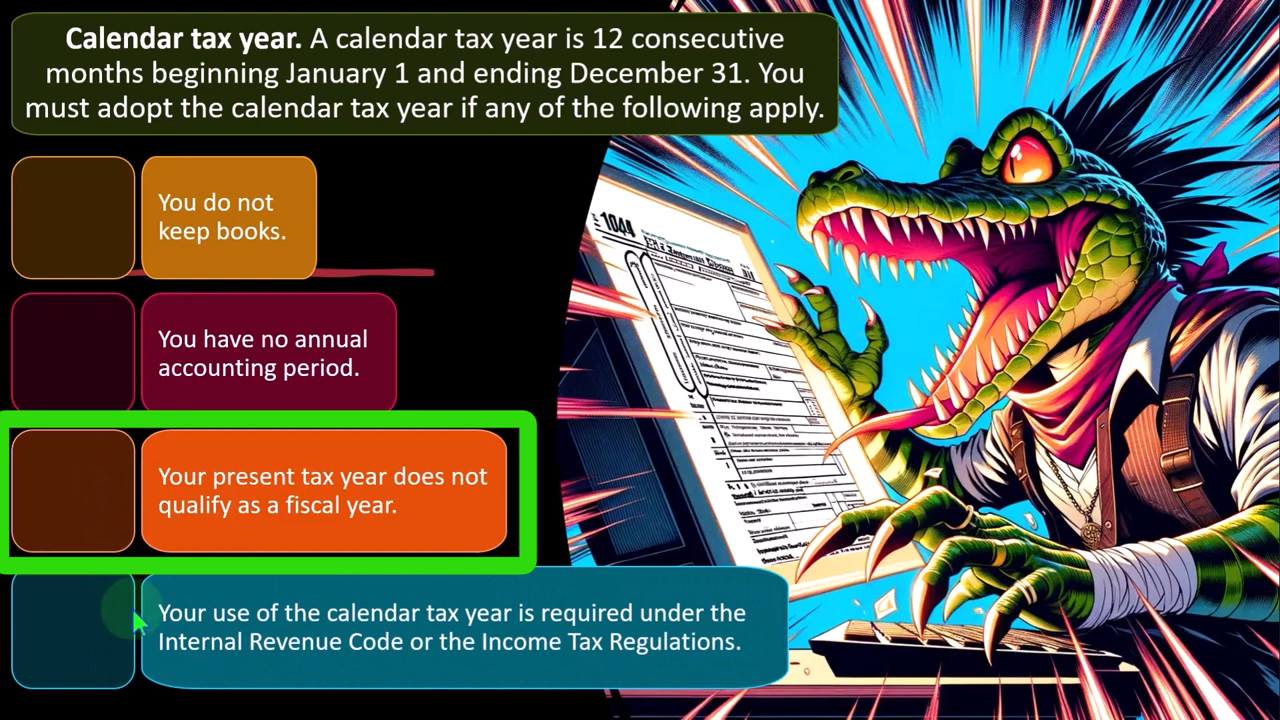 Calendar tax year. A calendar tax year is 12 consecutive
months beginning January 1 and ending December 31. You
must adopt the calendar tax year if any of the following apply.
You do not
keep books.
You have no annual
accounting period.
Your present tax year does not
qualify as a fiscal year.
Your use of the calendar tax year is required under the
Internal Revenue Code or the Income Tax Regulations.